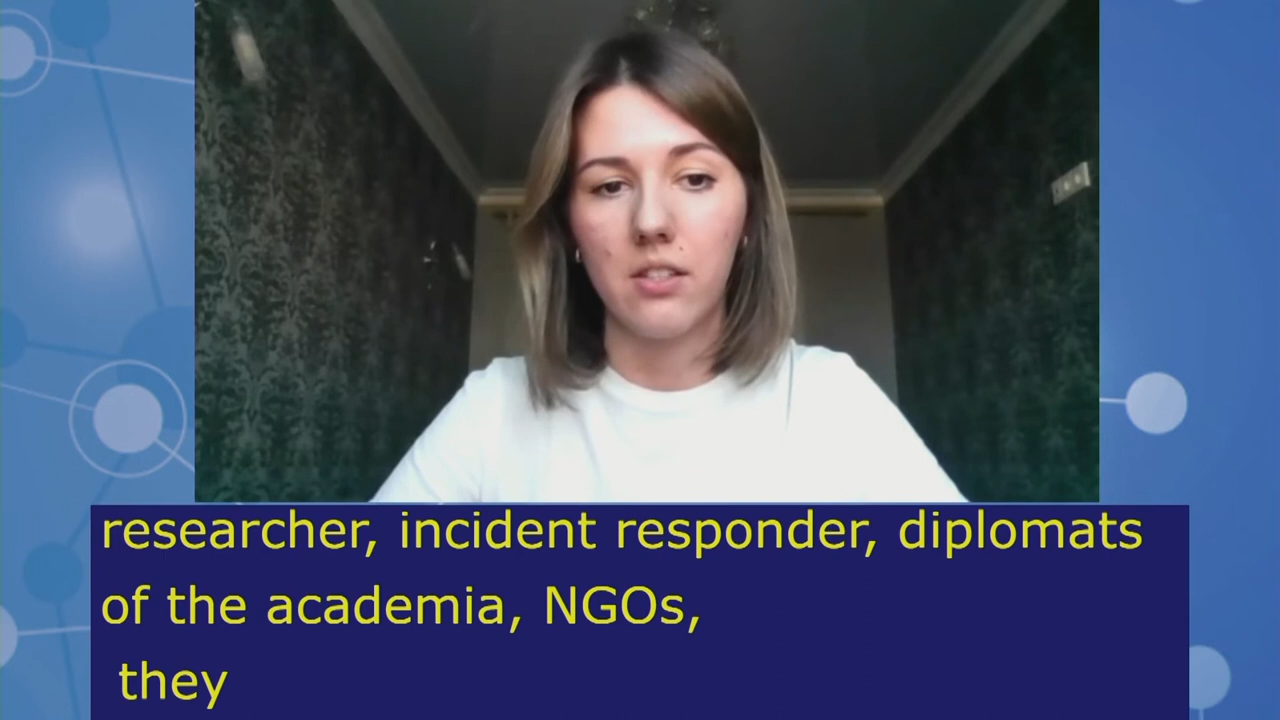 researcher, incident responder, diplomats
of the academia, NGOs,
they